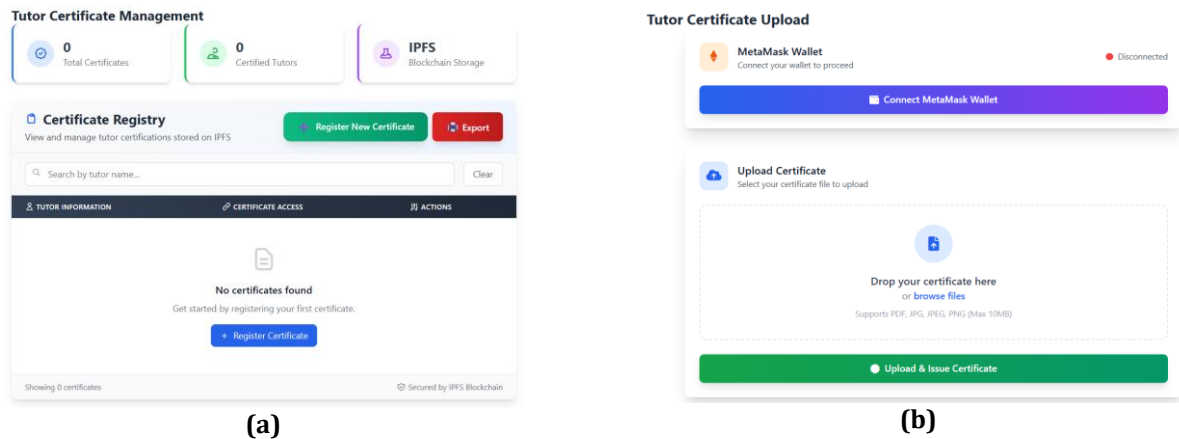 Tutor Certificate Management
0
Total Certificates
0
Certified Tutors
IPFS
Blockchain Storage
Certificate Registry
View and manage tutor certifications stored on IPFS
Register New Certificate
Export
Search by tutor name...
Clear
TUTOR INFORMATION
CERTIFICATE ACCESS
ACTIONS
No certificates found
Get started by registering your first certificate.
+ Register Certificate
Showing 0 certificates
Secured by IPFS Blockchain
(a)
Tutor Certificate Upload
MetaMask Wallet
Connect your wallet to proceed
Disconnected
Connect MetaMask Wallet
Upload Certificate
Select your certificate file to upload
Drop your certificate here
or browse files
Supports PDF, JPG, JPEG, PNG (Max 10MB)
Upload & Issue Certificate
(b)